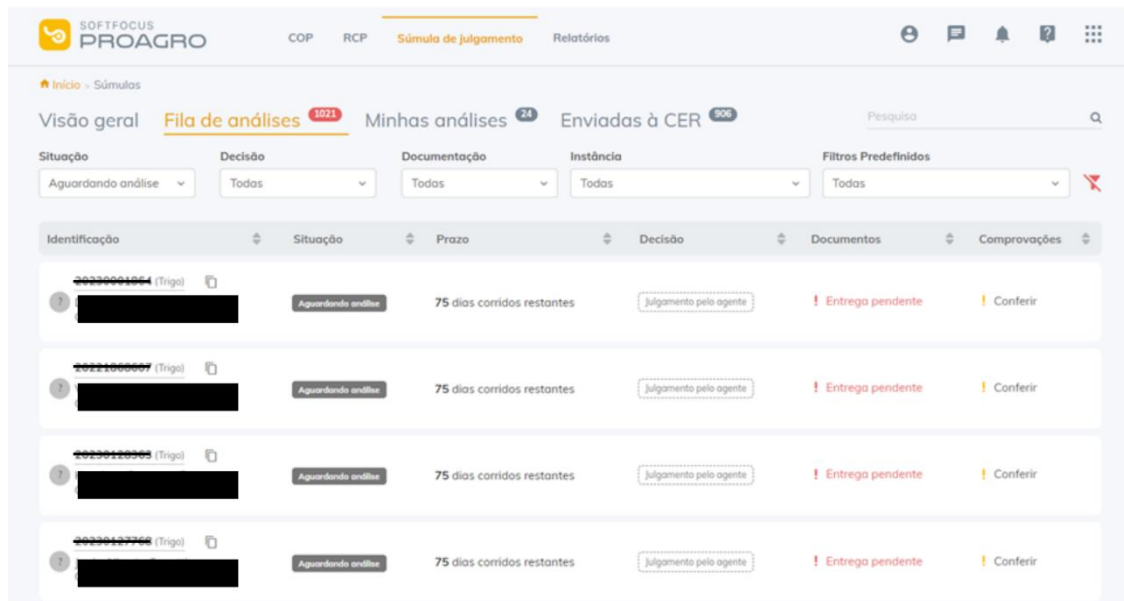 SOFTFOCUS
PROAGRO
COP RCP Súmula de julgamento Relatórios
Início > Súmulas
Visão geral Fila de análises 1021 Minhas análises 24 Enviadas à CER 906 Pesquisa
Situação Decisão Documentação Instância Filtros Predefinidos
Aguardando análise Todas Todas Todas Todas
Identificação Situação Prazo Decisão Documentos Comprovações
(Trigo)
? Aguardando análise 75 dias corridos restantes Julgamento pelo agente ! Entrega pendente ! Conferir
(Trigo)
? Aguardando análise 75 dias corridos restantes Julgamento pelo agente ! Entrega pendente ! Conferir
(Trigo)
? Aguardando análise 75 dias corridos restantes Julgamento pelo agente ! Entrega pendente ! Conferir
(Trigo)
? Aguardando análise 75 dias corridos restantes Julgamento pelo agente ! Entrega pendente ! Conferir